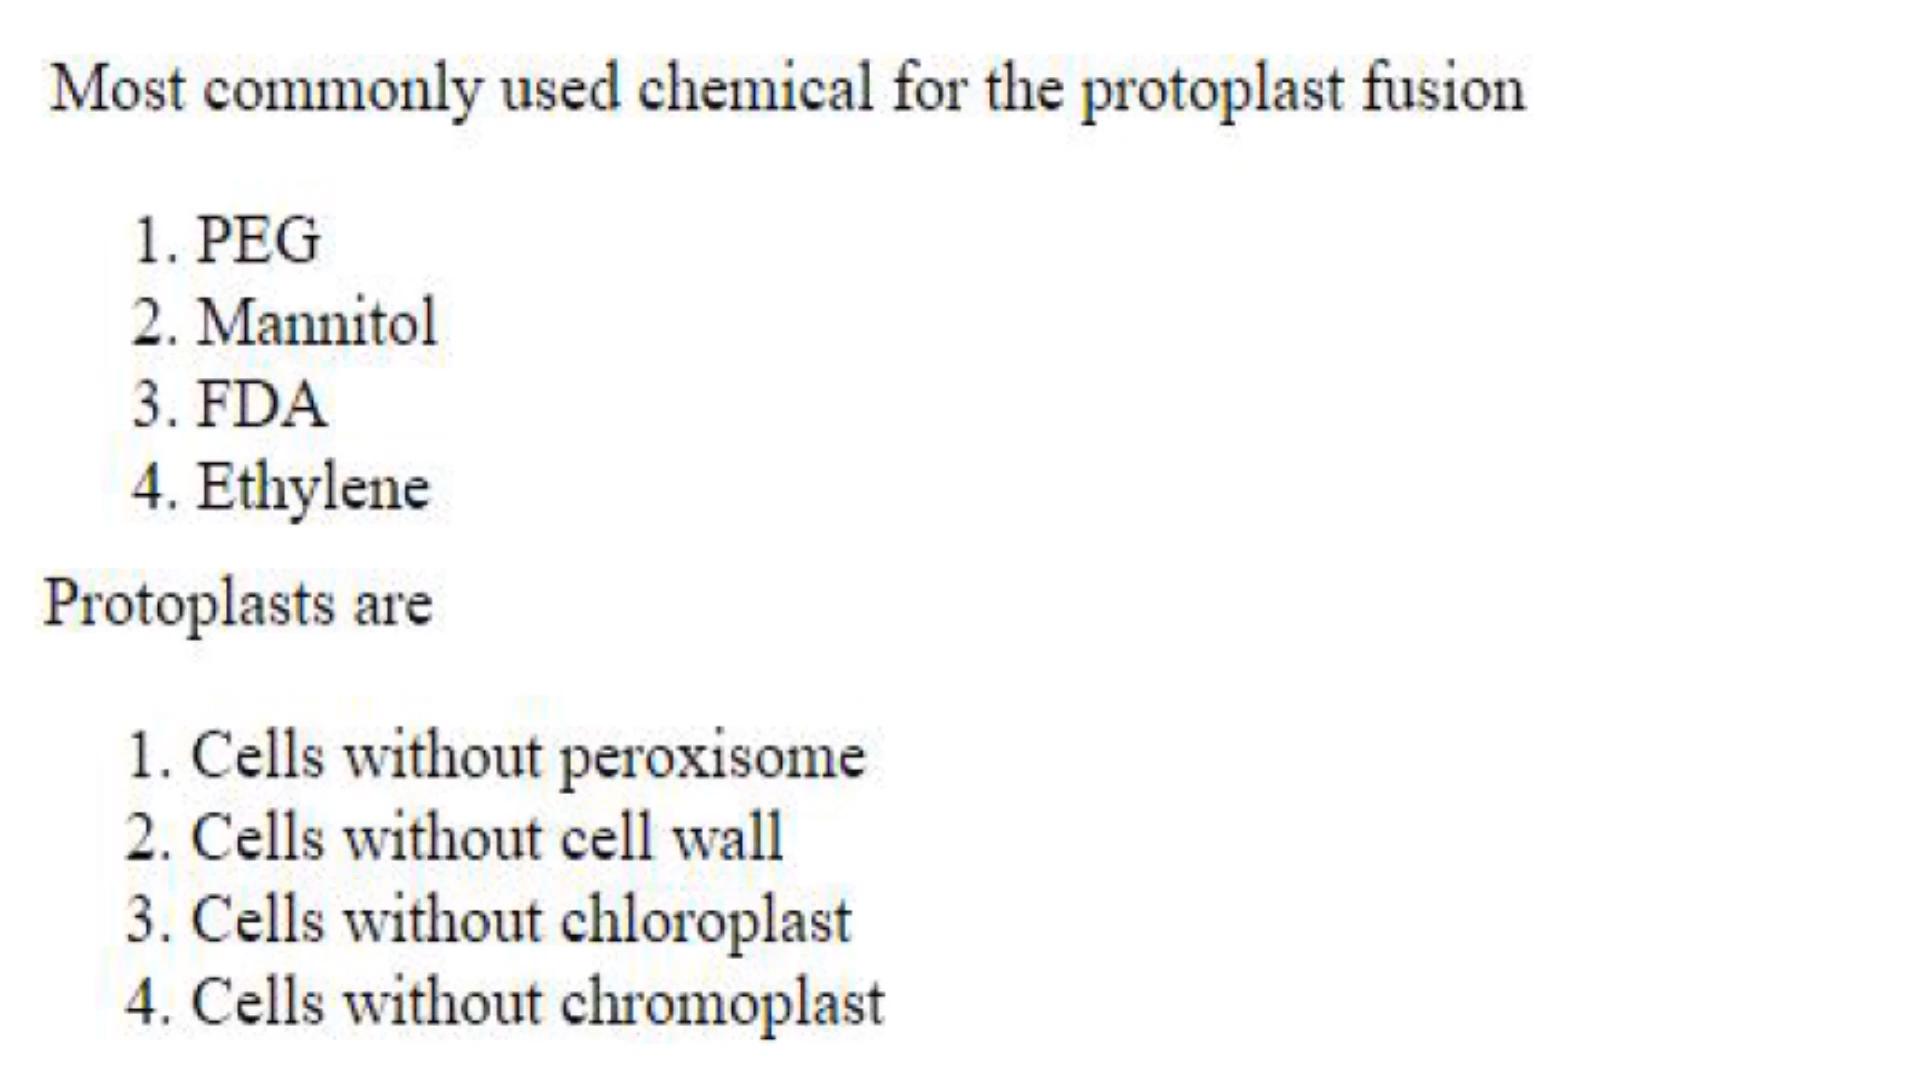 Most commonly used chemical for the protoplast fusion
1. PEG
2. Mannitol
3. FDA
4. Ethylene
Protoplasts are
1. Cells without peroxisome
2. Cells without cell wall
3. Cells without chloroplast
4. Cells without chromoplast